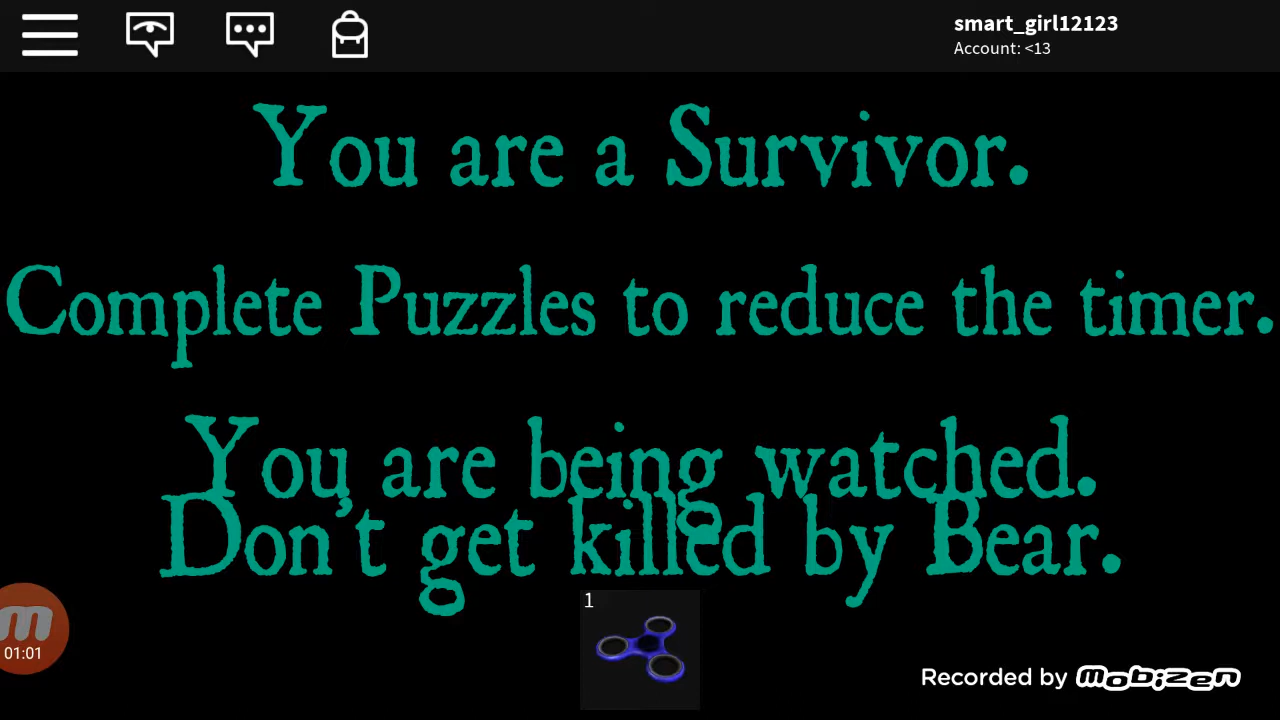 smart_girl12123
Account: <13
You are a Survivor.
Complete Puzzles to reduce the timer.
You are being watched.
Don't get killed by Bear.
1
01:01
Recorded by Mobizen